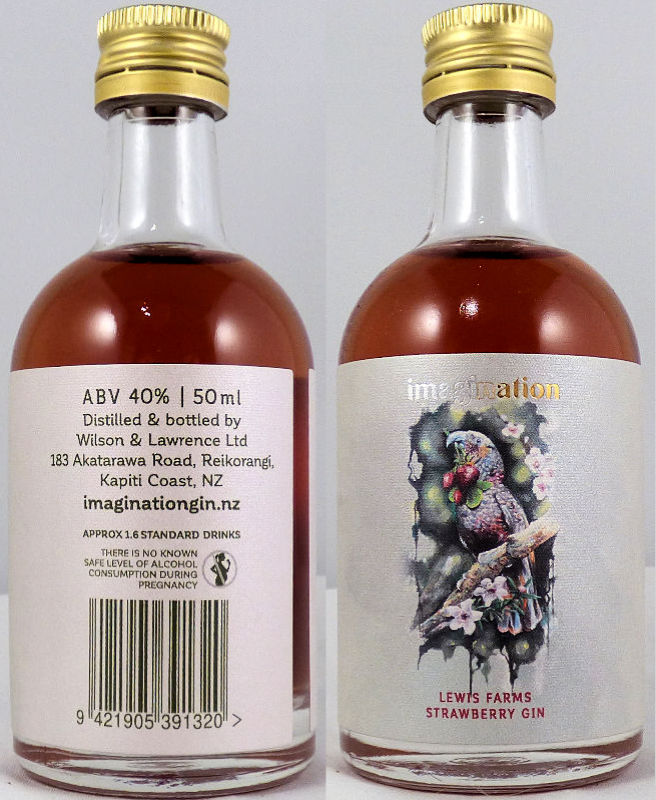 ABV 40% | 50ml
Distilled & bottled by
Wilson & Lawrence Ltd
183 Akatarawa Road, Reikorangi,
Kapiti Coast, NZ
imaginationgin.nz
APPROX 1.6 STANDARD DRINKS
THERE IS NO KNOWN
SAFE LEVEL OF ALCOHOL
CONSUMPTION DURING
PREGNANCY
9 421905 391320 >
imagination
LEWIS FARMS
STRAWBERRY GIN